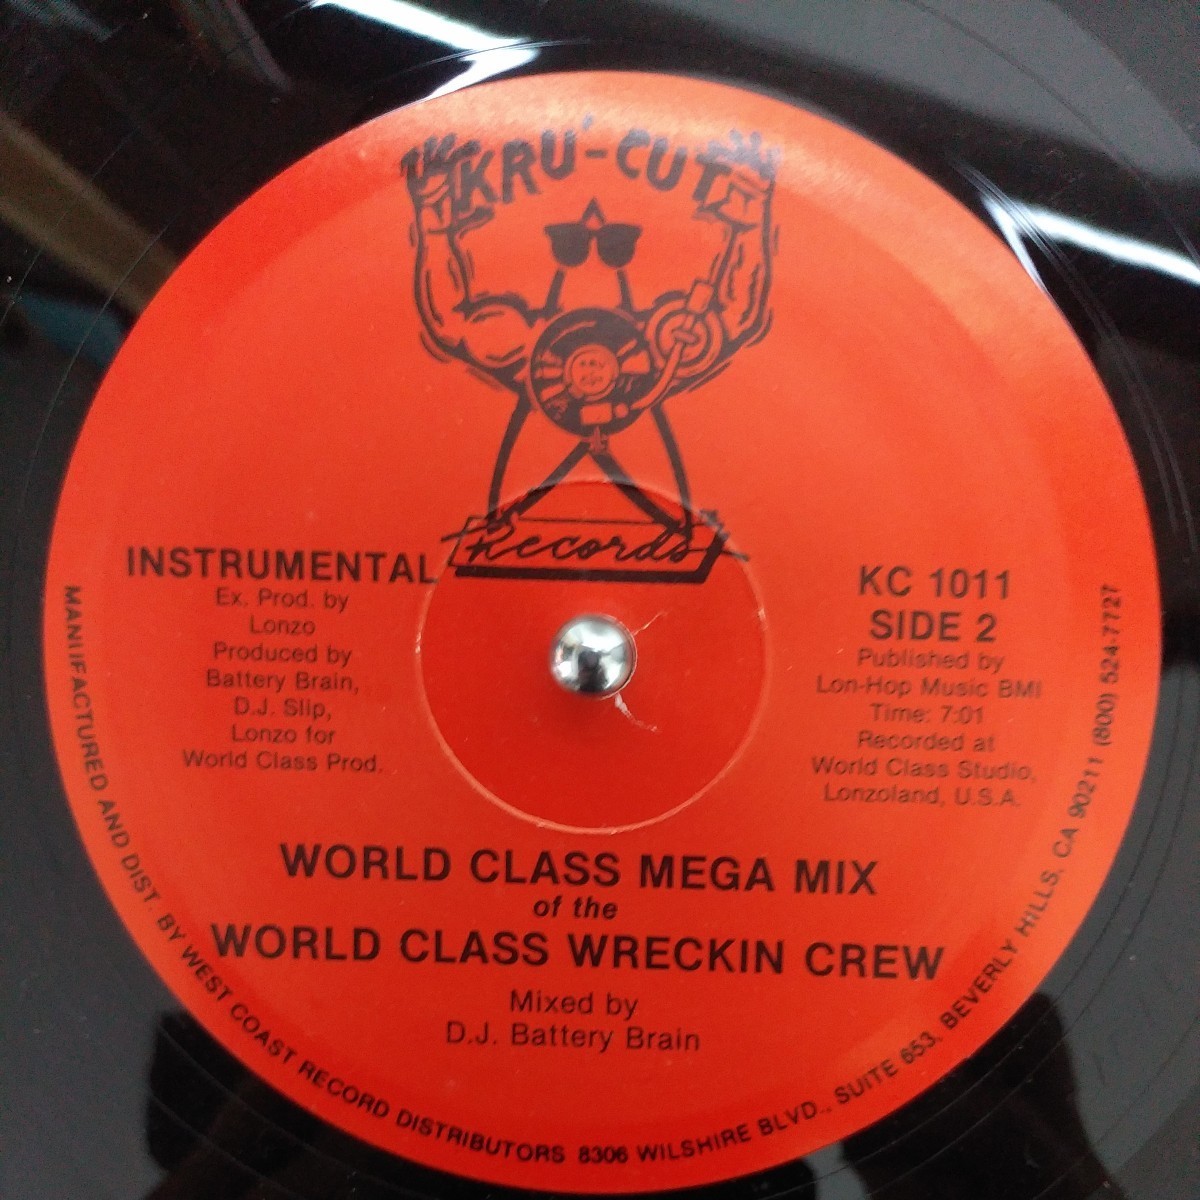 KRU'-CUT
Records
INSTRUMENTAL
Ex. Prod. by
Lonzo
Produced by
Battery Brain,
D.J. Slip,
Lonzo for
World Class Prod.
KC 1011
SIDE 2
Published by
Lon-Hop Music BMI
Time: 7:01
Recorded at
World Class Studio,
Lonzoland, U.S.A.
WORLD CLASS MEGA MIX
of the
WORLD CLASS WRECKIN CREW
Mixed by
D.J. Battery Brain
MANUFACTURED AND DIST. BY WEST COAST RECORD DISTRIBUTORS 8306 WILSHIRE BLVD., SUITE 653, BEVERLY HILLS, CA 90211 (800) 524-7727